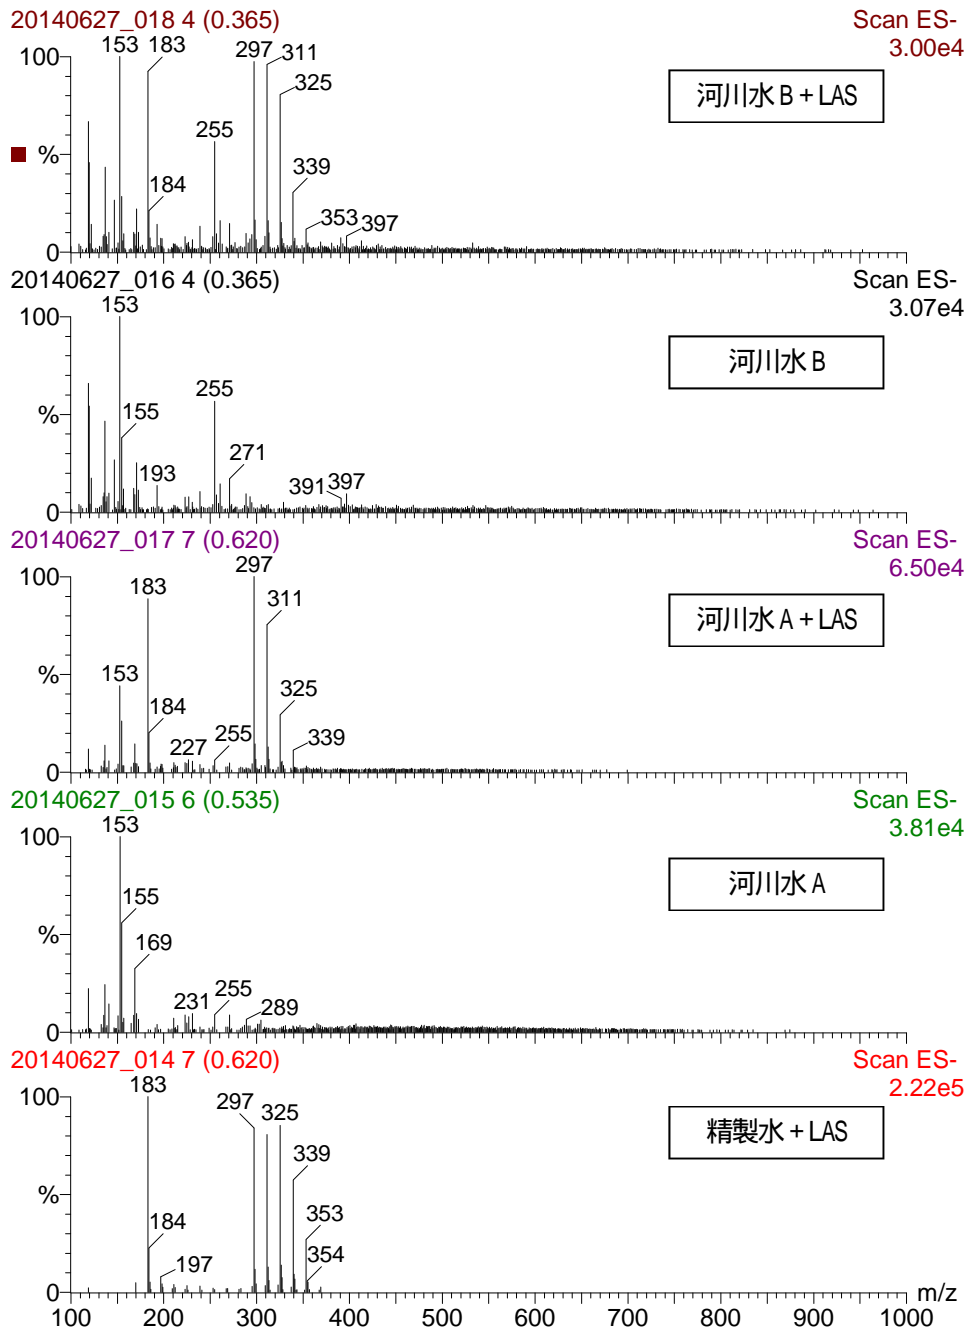 20140627_018 4 (0.365) Scan ES-
3.00e4
153 183 297 311
100
325
河川水 B + LAS
255
%
184 339
353 397
0
20140627_016 4 (0.365) Scan ES-
3.07e4
153
100
河川水 B
255
%
155
271
193 391 397
0
20140627_017 7 (0.620) Scan ES-
6.50e4
297
100
183
311
河川水 A + LAS
%
153
325
184
227 255 339
0
20140627_015 6 (0.535) Scan ES-
3.81e4
153
100
河川水 A
155
%
169
231 255 289
0
20140627_014 7 (0.620) Scan ES-
2.22e5
183
100
297 325
精製水 + LAS
339
%
184 353
197 354
0
m/z
100 200 300 400 500 600 700 800 900 1000